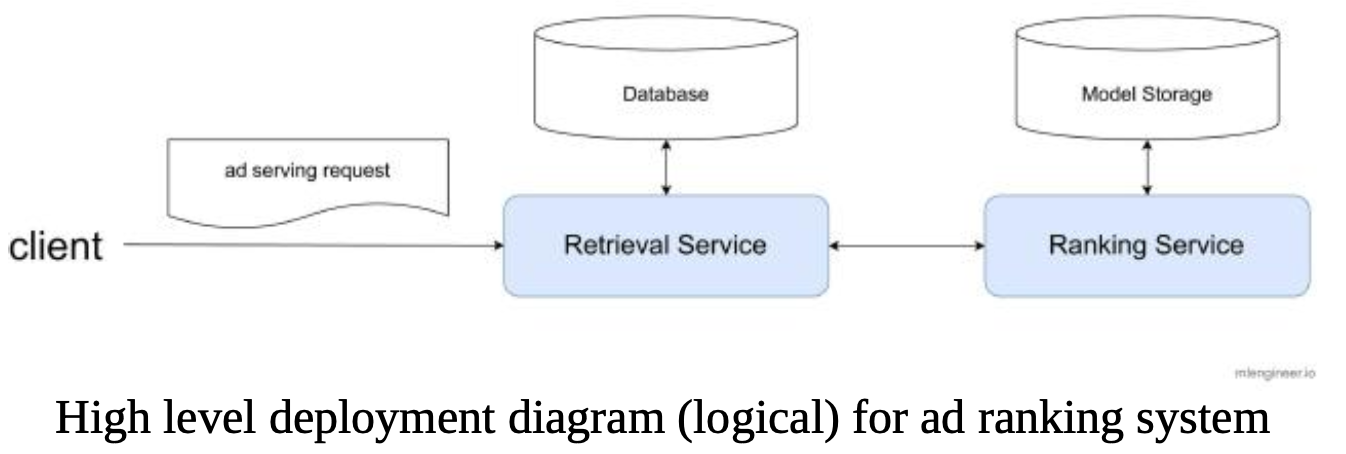 Database
Model Storage
ad serving request
client
Retrieval Service
Ranking Service
mlengineer.io
High level deployment diagram (logical) for ad ranking system